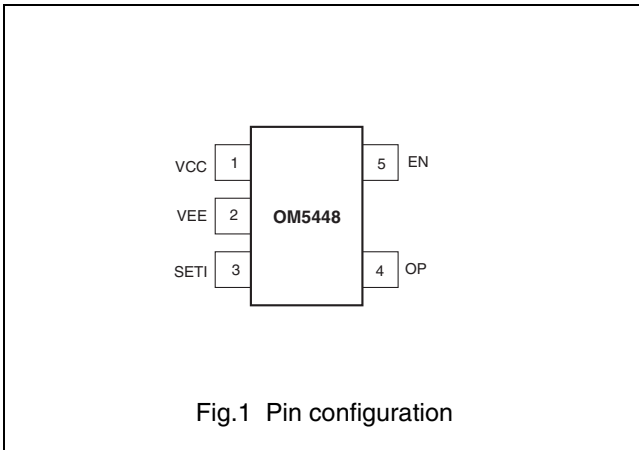 VCC 1 5 EN
VEE 2 OM5448
SETI 3 4 OP
Fig.1 Pin configuration